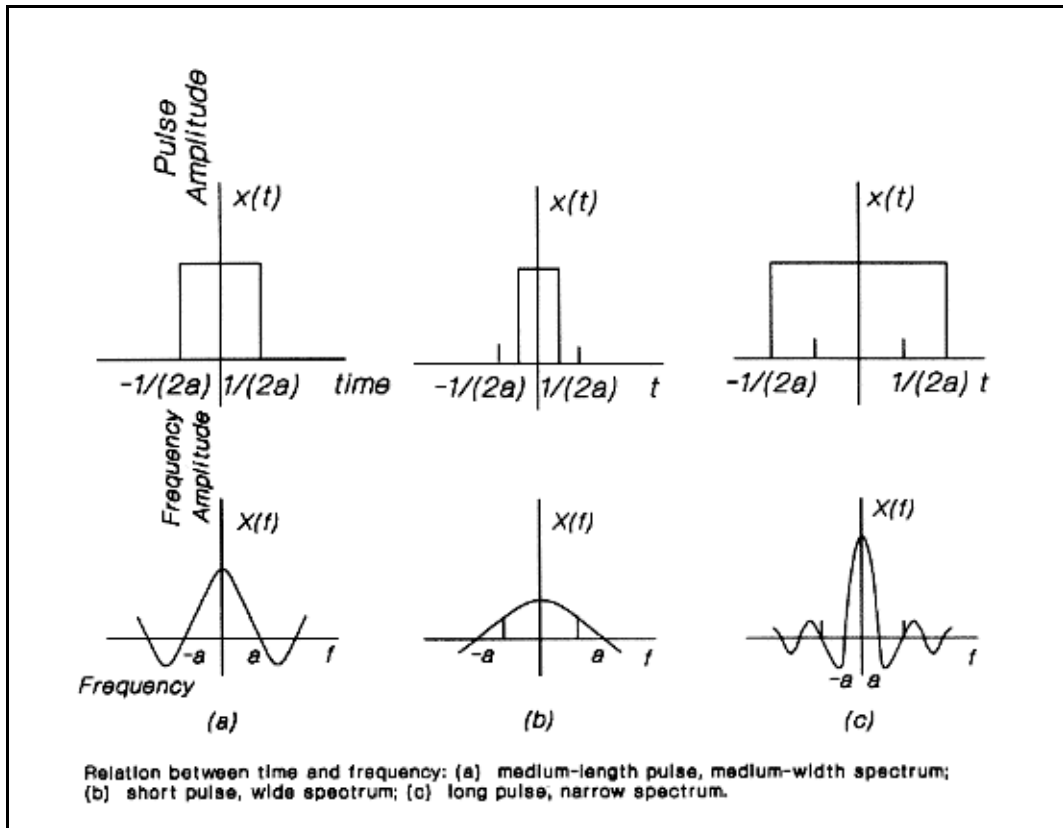 Pulse
Amplitude
x(t)
x(t)
x(t)
-1/(2a) 1/(2a) time
-1/(2a) 1/(2a) t
-1/(2a) 1/(2a) t
Frequency
Amplitude
X(f)
X(f)
X(f)
-a a f
-a a f
-a a f
Frequency
(a)
(b)
(c)
Relation between time and frequency: (a) medium-length pulse, medium-width spectrum;
(b) short pulse, wide spectrum; (c) long pulse, narrow spectrum.